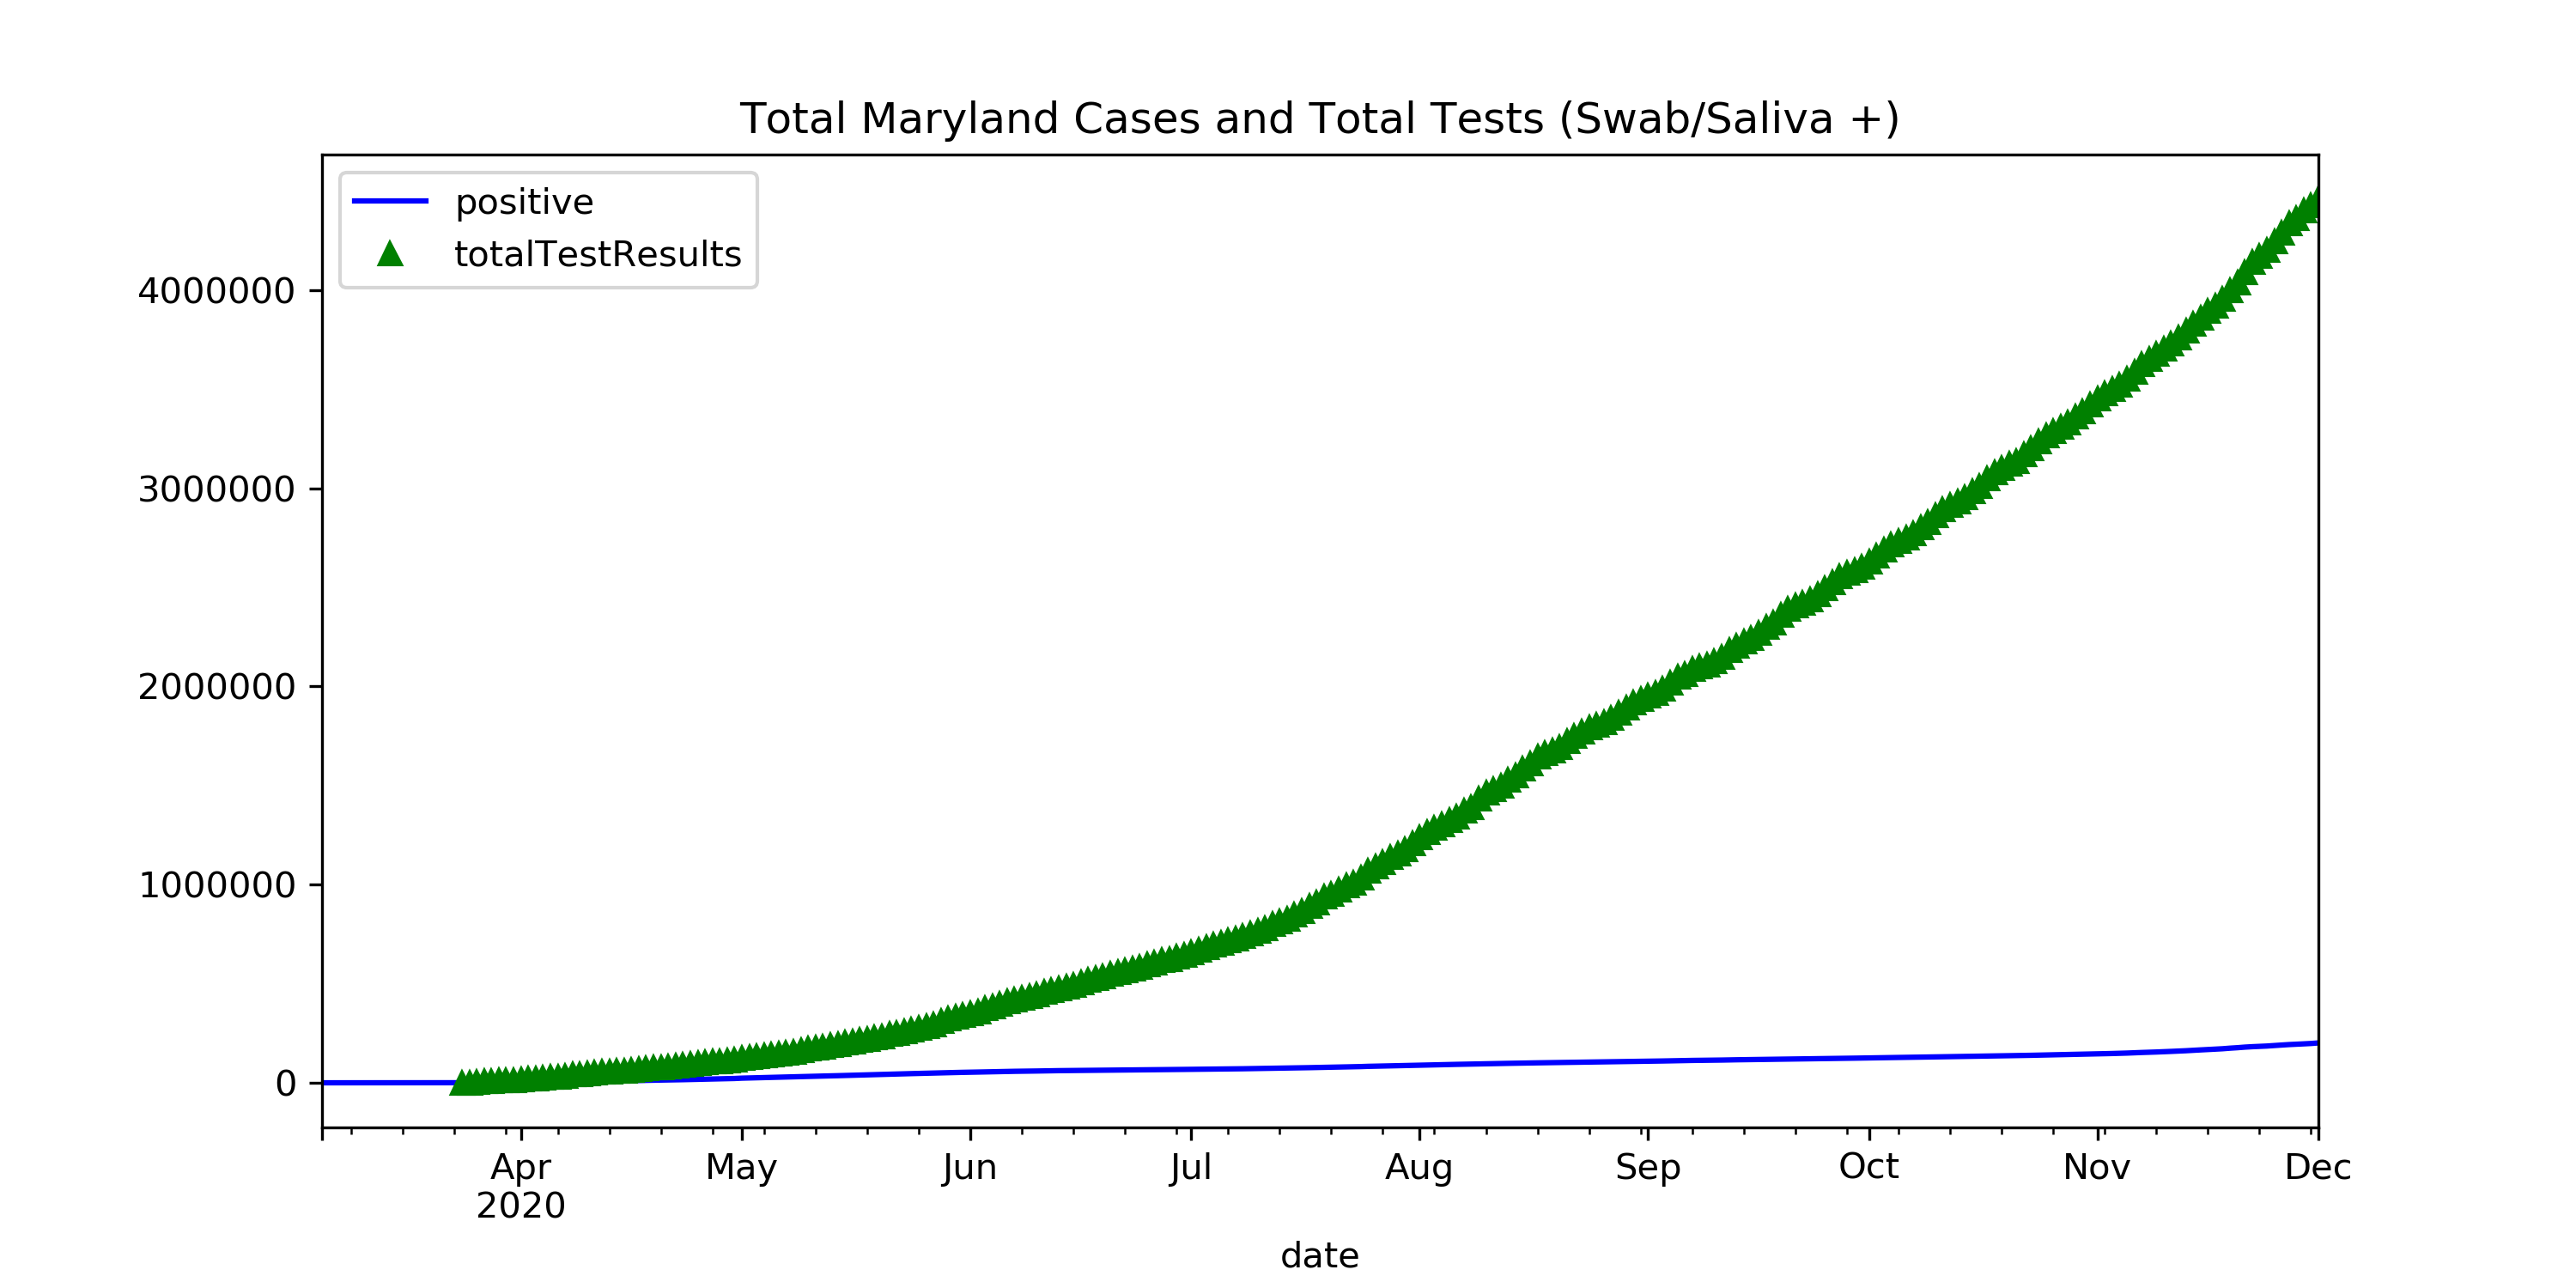 Total Maryland Cases and Total Tests (Swab/Saliva +)
positive
totalTestResults
4000000
3000000
2000000
1000000
0
Apr May Jun Jul Aug Sep Oct Nov Dec
2020
date